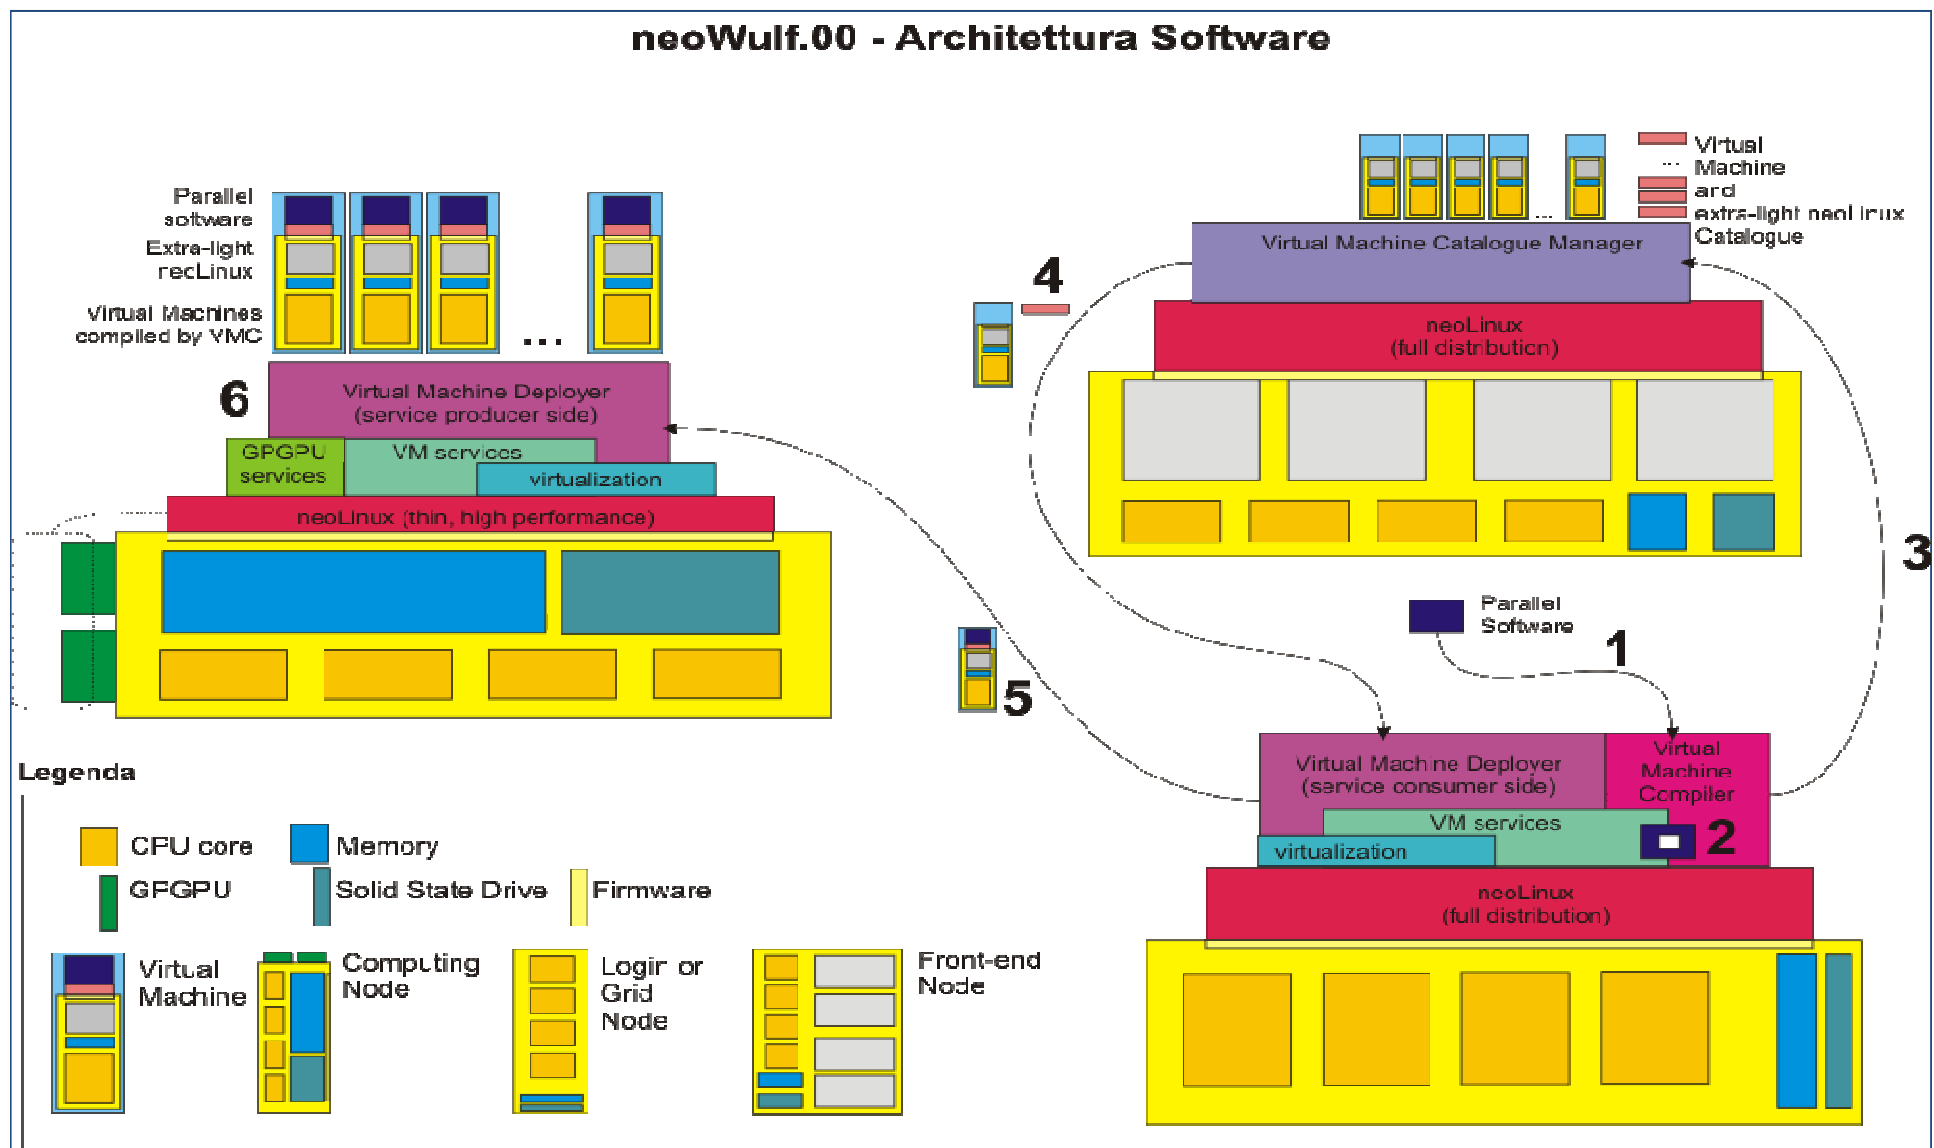 neoWulf.00 - Architettura Software
Parallel
software
Extra-light
neoLinux
Virtual Machines
compiled by VMC
...
6
Virtual Machine Deployer
(service producer side)
GPGPU
services
VM services
virtualization
neoLinux (thin, high performance)
...
Virtual
...
Machine
and
extra-light neoLinux
Catalogue
Virtual Machine Catalogue Manager
4
neoLinux
(full distribution)
3
Parallel
Software
1
5
Virtual Machine Deployer
(service consumer side)
Virtual
Machine
Compiler
VM services
virtualization
2
neoLinux
(full distribution)
Legenda
CPU core
Memory
GPGPU
Solid State Drive
Firmware
Virtual
Machine
Computing
Node
Login or
Grid
Node
Front-end
Node